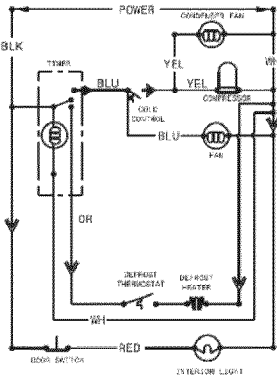 POWER
CONDENSER FAN
BLK
WH
TIMER
YEL
BLU
YEL
COMPRESSOR
COLD
CONTROL
BLU
FAN
OR
DEFROST
THERMOSTAT
DEFROST
HEATER
WH
RED
DOOR SWITCH
INTERIOR LIGHT